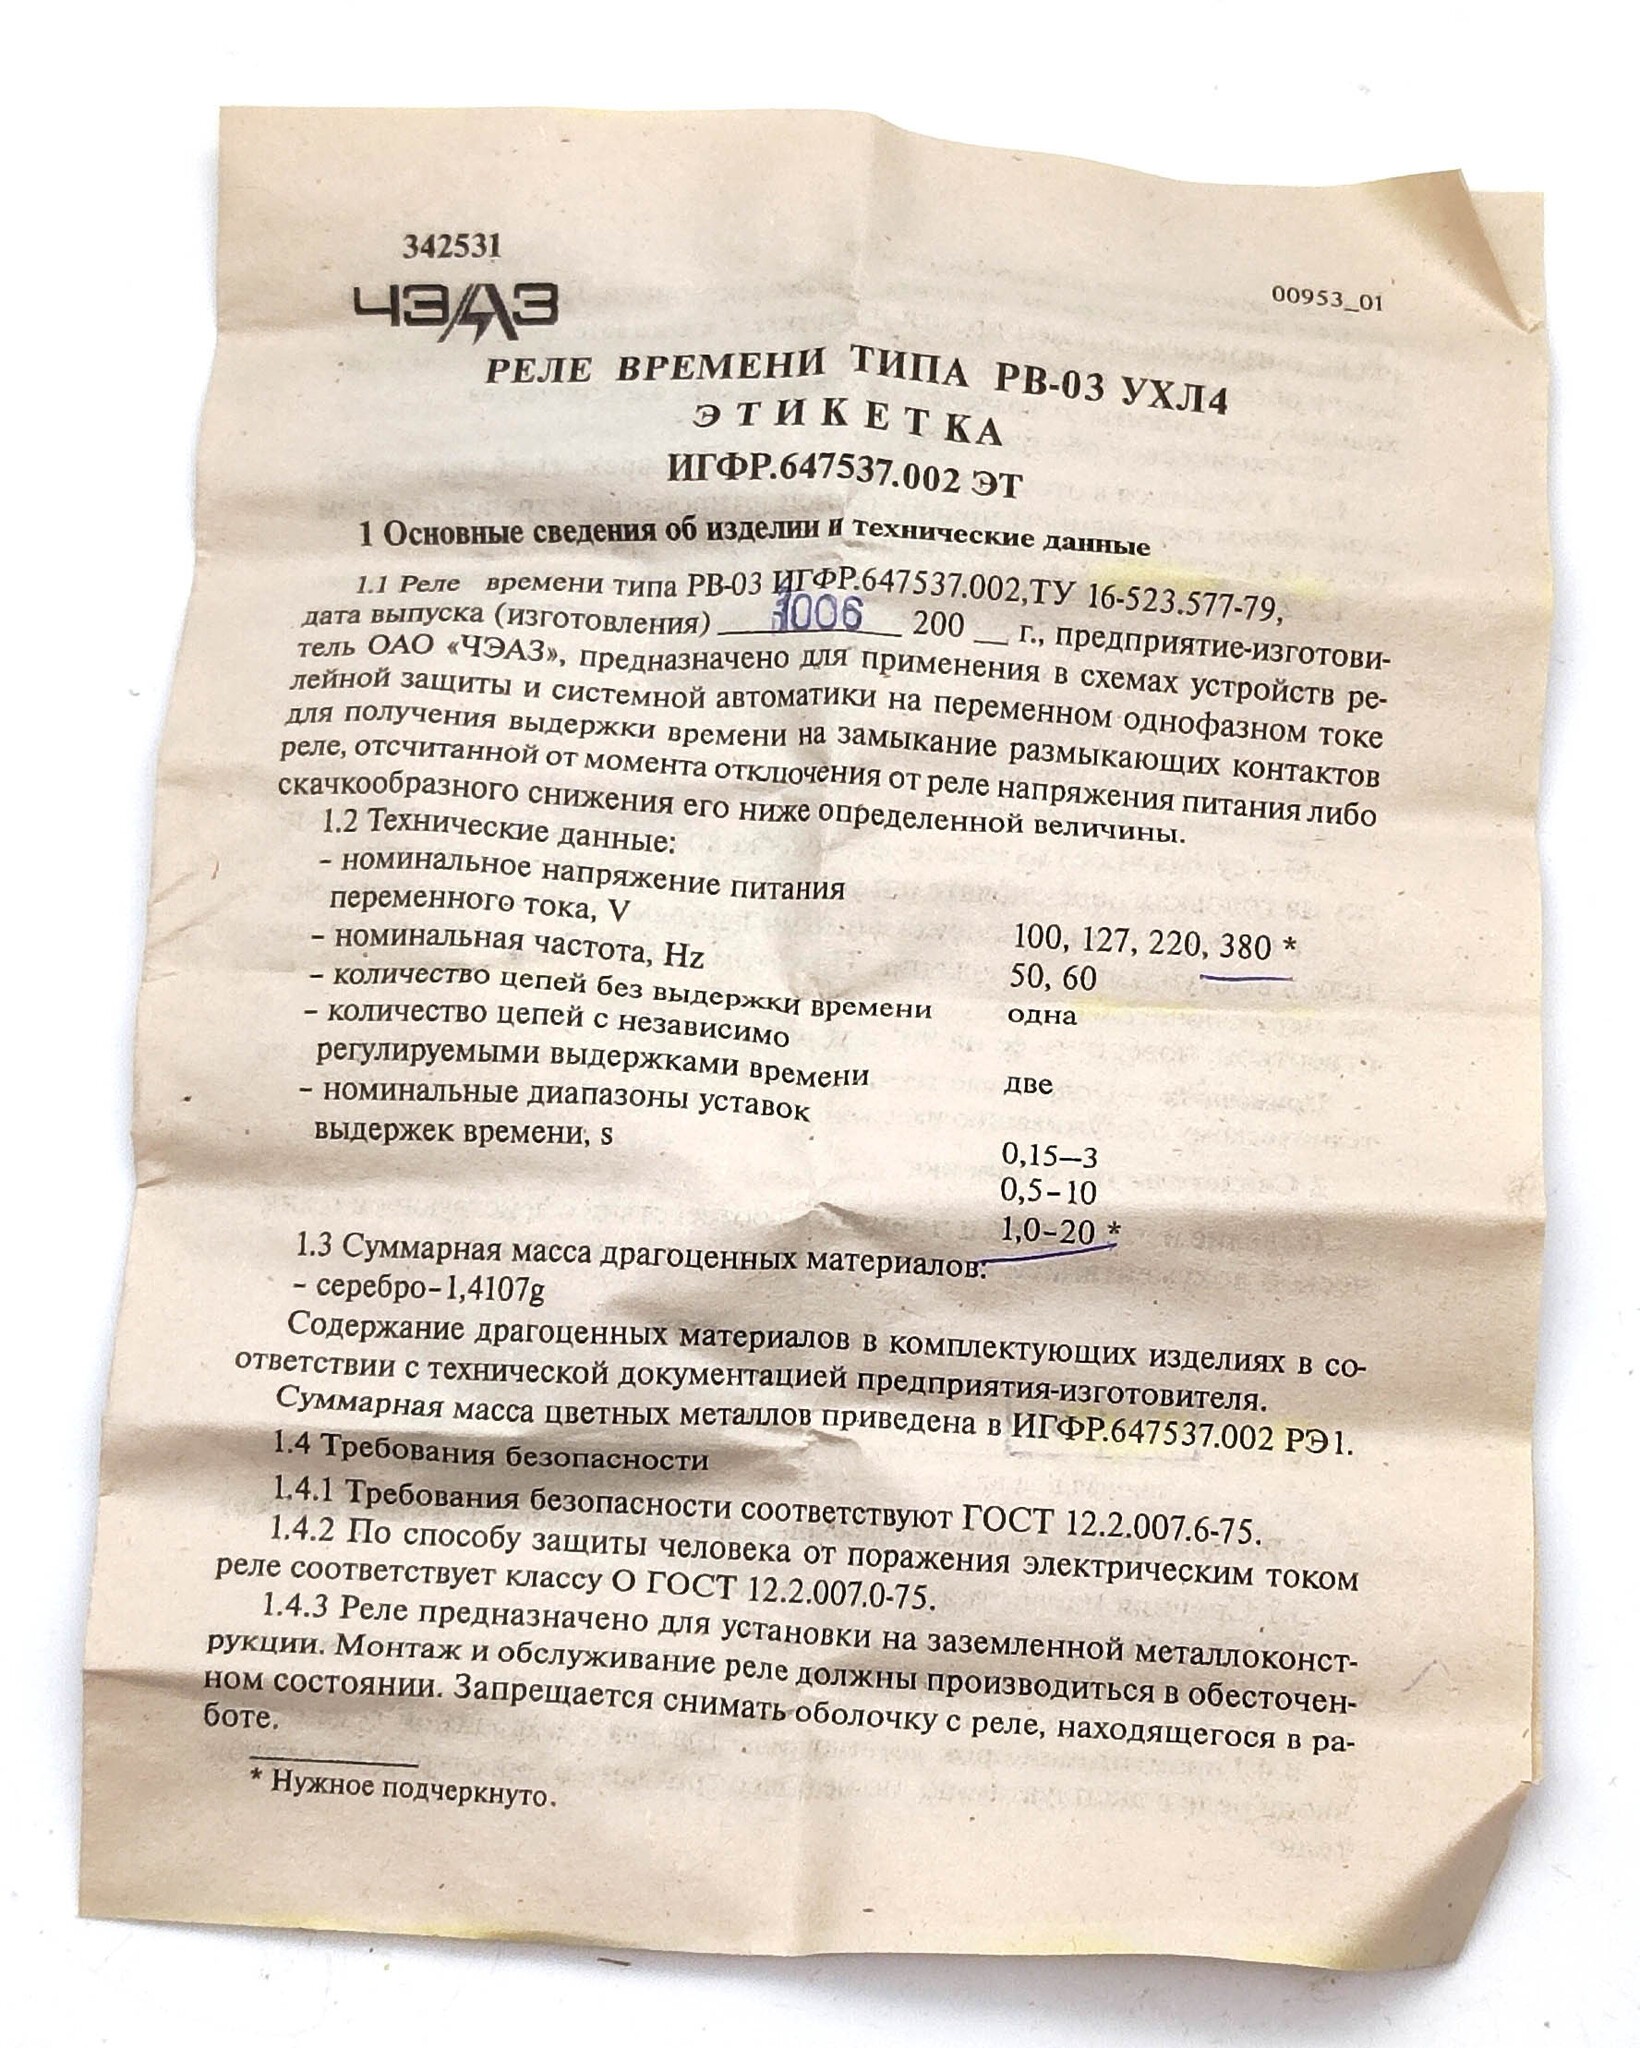 342531
ЧЭАЗ
00953_01
РЕЛЕ ВРЕМЕНИ ТИПА РВ-03 УХЛ4
ЭТИКЕТКА
ИГФР.647537.002 ЭТ
1 Основные сведения об изделии и технические данные
1.1 Реле времени типа РВ-03 ИГФР.647537.002, ТУ 16-523.577-79,
дата выпуска (изготовления) 1006 200 __ г., предприятие-изготови-
тель ОАО «ЧЭАЗ», предназначено для применения в схемах устройств ре-
лейной защиты и системной автоматики на переменном однофазном токе
для получения выдержки времени на замыкание размыкающих контактов
реле, отсчитанной от момента отключения от реле напряжения питания либо
скачкообразного снижения его ниже определенной величины.
1.2 Технические данные:
– номинальное напряжение питания
переменного тока, V 100, 127, 220, 380 *
– номинальная частота, Hz 50, 60
– количество цепей без выдержки времени одна
– количество цепей с независимо
регулируемыми выдержками времени две
– номинальные диапазоны уставок
выдержек времени, s 0,15–3
0,5–10
1,0–20 *
1.3 Суммарная масса драгоценных материалов:
– серебро–1,4107g
Содержание драгоценных материалов в комплектующих изделиях в со-
ответствии с технической документацией предприятия-изготовителя.
Суммарная масса цветных металлов приведена в ИГФР.647537.002 РЭ1.
1.4 Требования безопасности
1.4.1 Требования безопасности соответствуют ГОСТ 12.2.007.6-75.
1.4.2 По способу защиты человека от поражения электрическим током
реле соответствует классу О ГОСТ 12.2.007.0-75.
1.4.3 Реле предназначено для установки на заземленной металлоконст-
рукции. Монтаж и обслуживание реле должны производиться в обесточен-
ном состоянии. Запрещается снимать оболочку с реле, находящегося в ра-
боте.
* Нужное подчеркнуто.